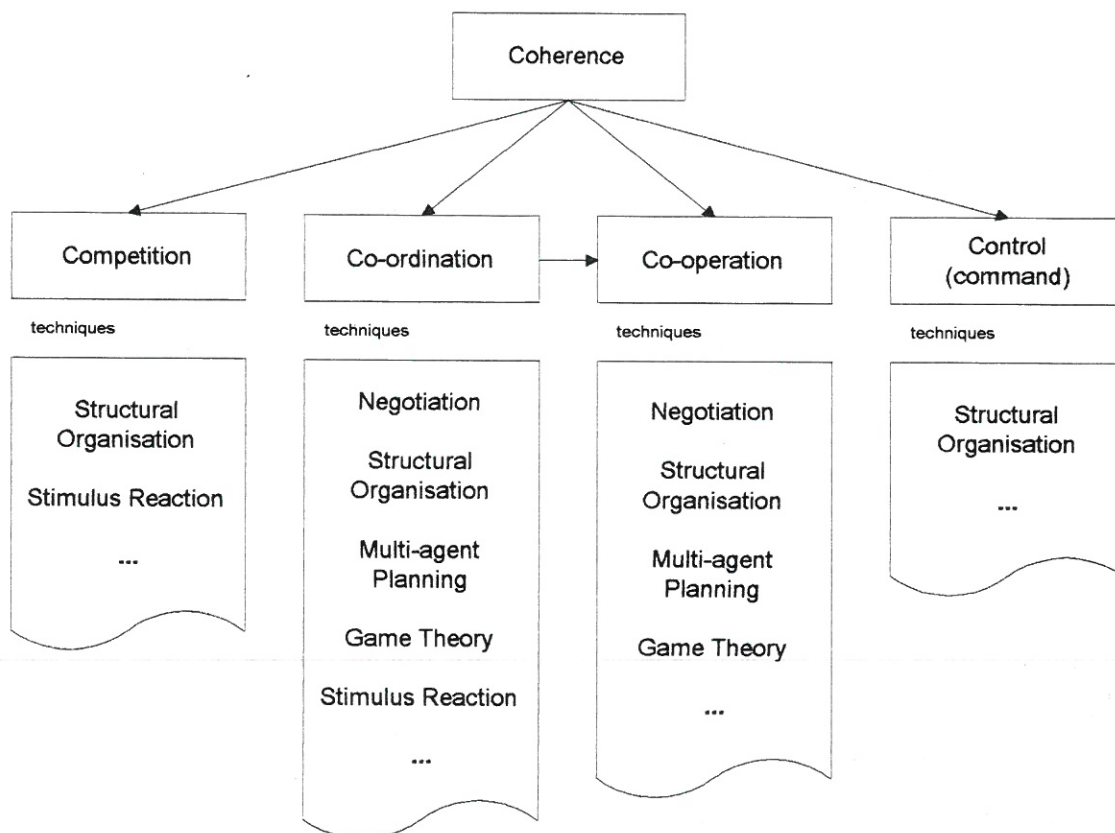 Coherence
Competition
Co-ordination
Co-operation
Control
(command)
techniques
techniques
techniques
techniques
Structural
Organisation
Stimulus Reaction
...
Negotiation
Structural
Organisation
Multi-agent
Planning
Game Theory
Stimulus Reaction
...
Negotiation
Structural
Organisation
Multi-agent
Planning
Game Theory
...
Structural
Organisation
...